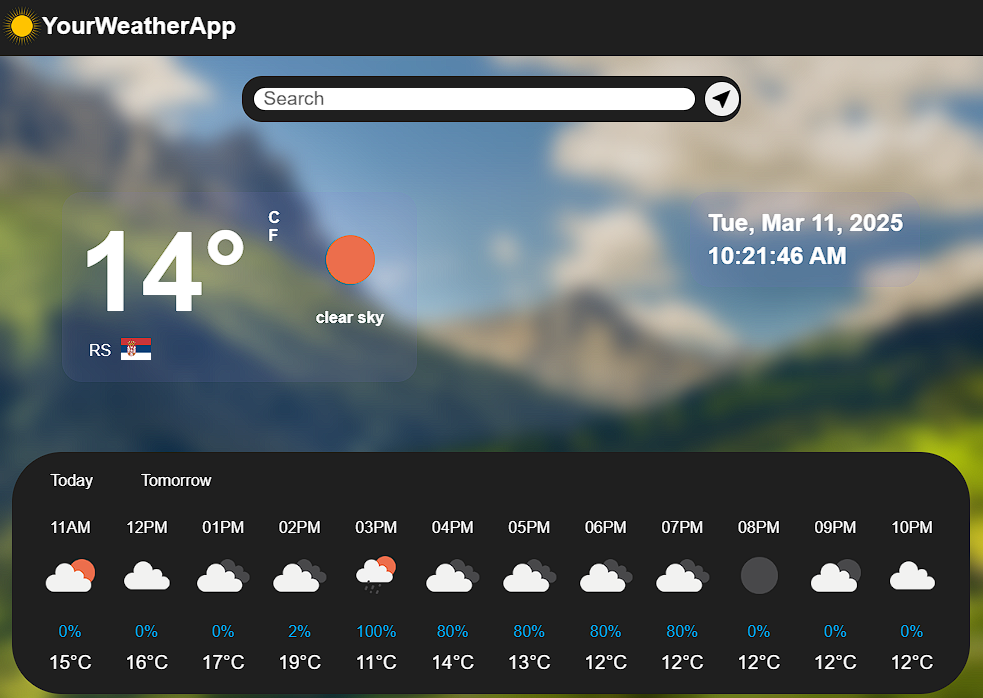 YourWeatherApp
Search
14°
C
F
clear sky
RS
Tue, Mar 11, 2025
10:21:46 AM
Today Tomorrow
11AM 12PM 01PM 02PM 03PM 04PM 05PM 06PM 07PM 08PM 09PM 10PM
0% 0% 0% 2% 100% 80% 80% 80% 80% 0% 0% 0%
15°C 16°C 17°C 19°C 11°C 14°C 13°C 12°C 12°C 12°C 12°C 12°C